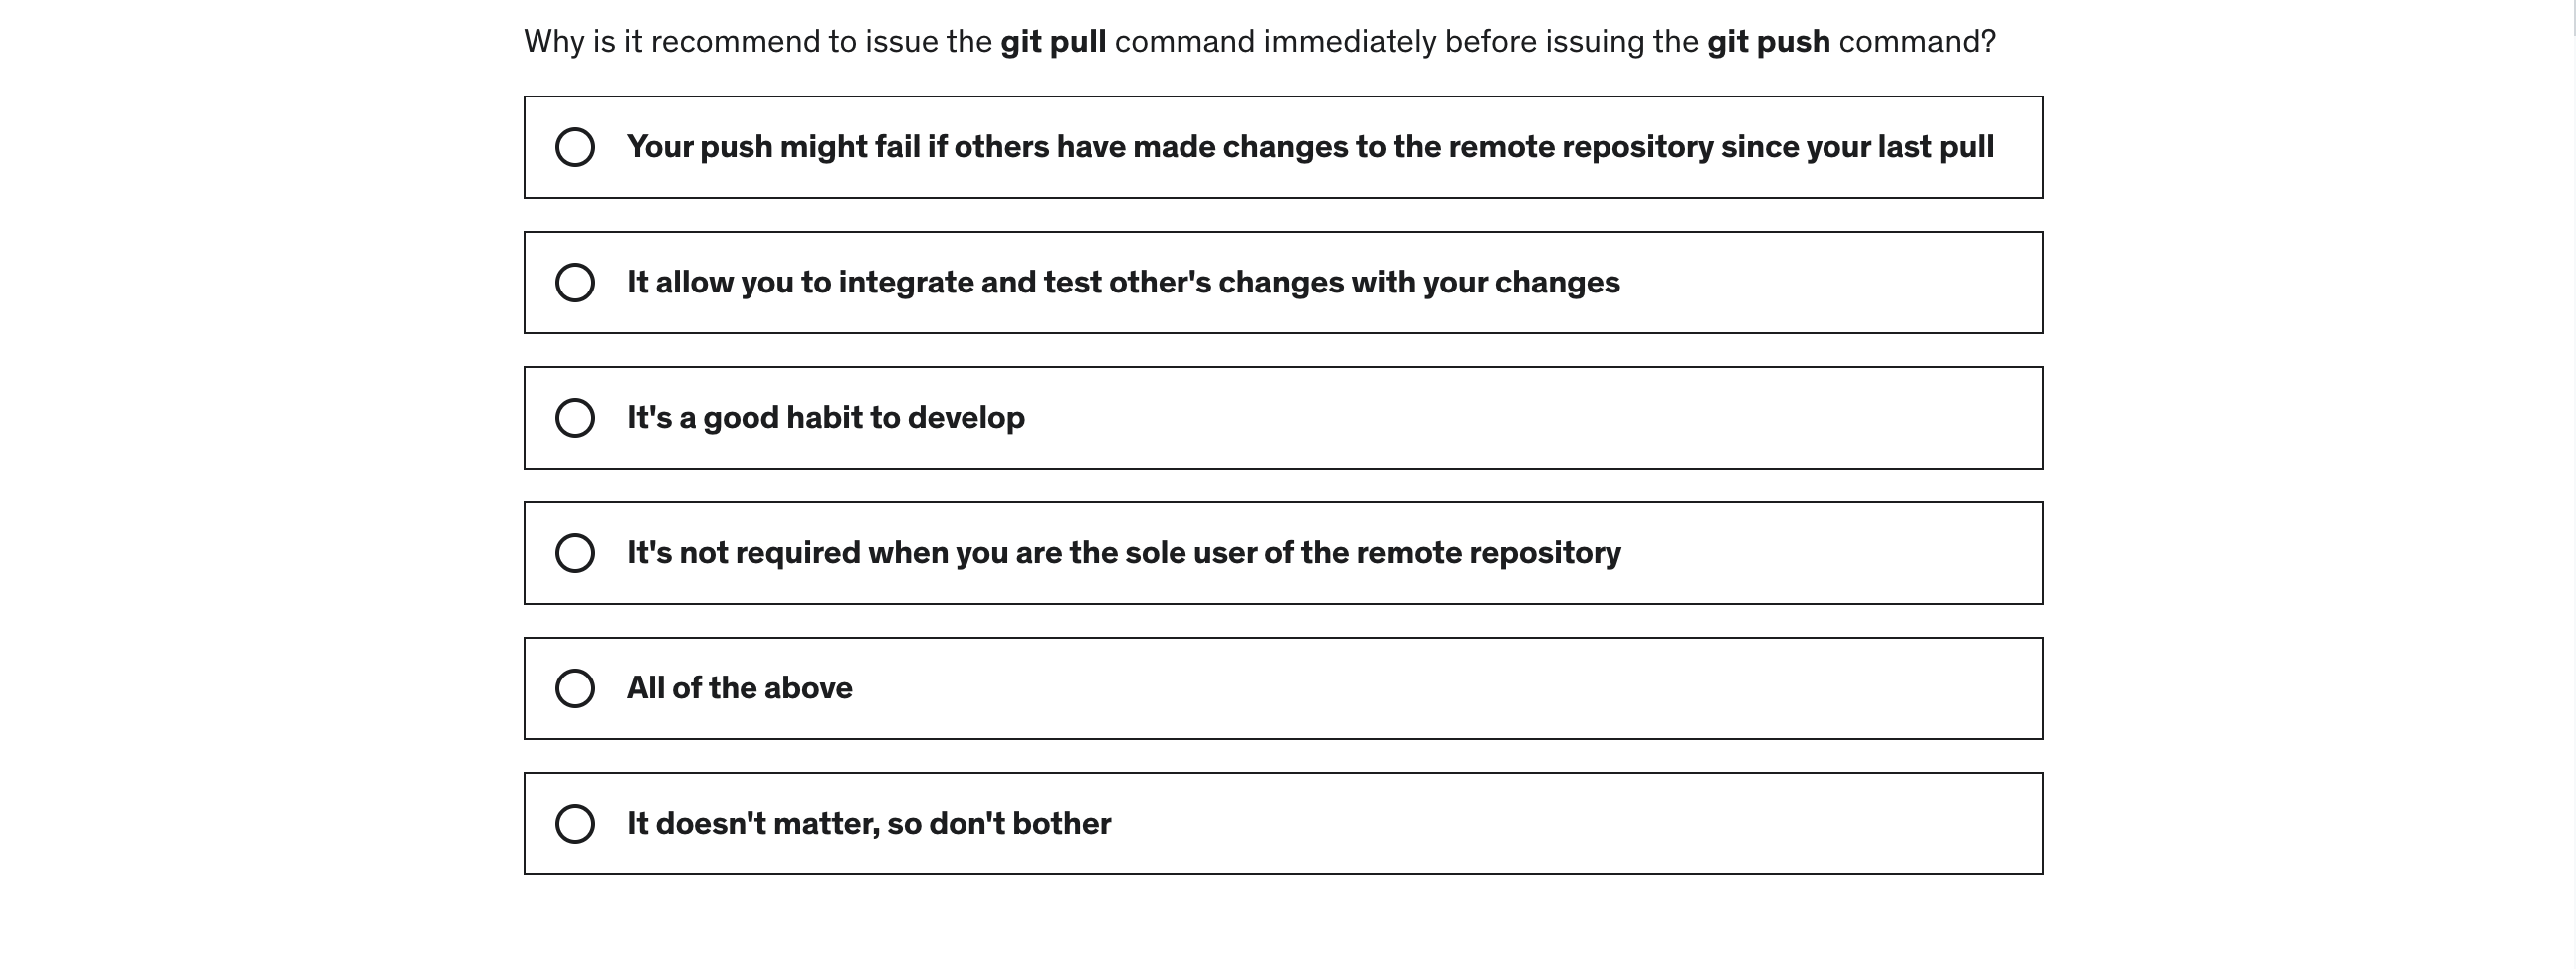 Why is it recommend to issue the git pull command immediately before issuing the git push command?
Your push might fail if others have made changes to the remote repository since your last pull
It allow you to integrate and test other's changes with your changes
It's a good habit to develop
It's not required when you are the sole user of the remote repository
All of the above
It doesn't matter, so don't bother